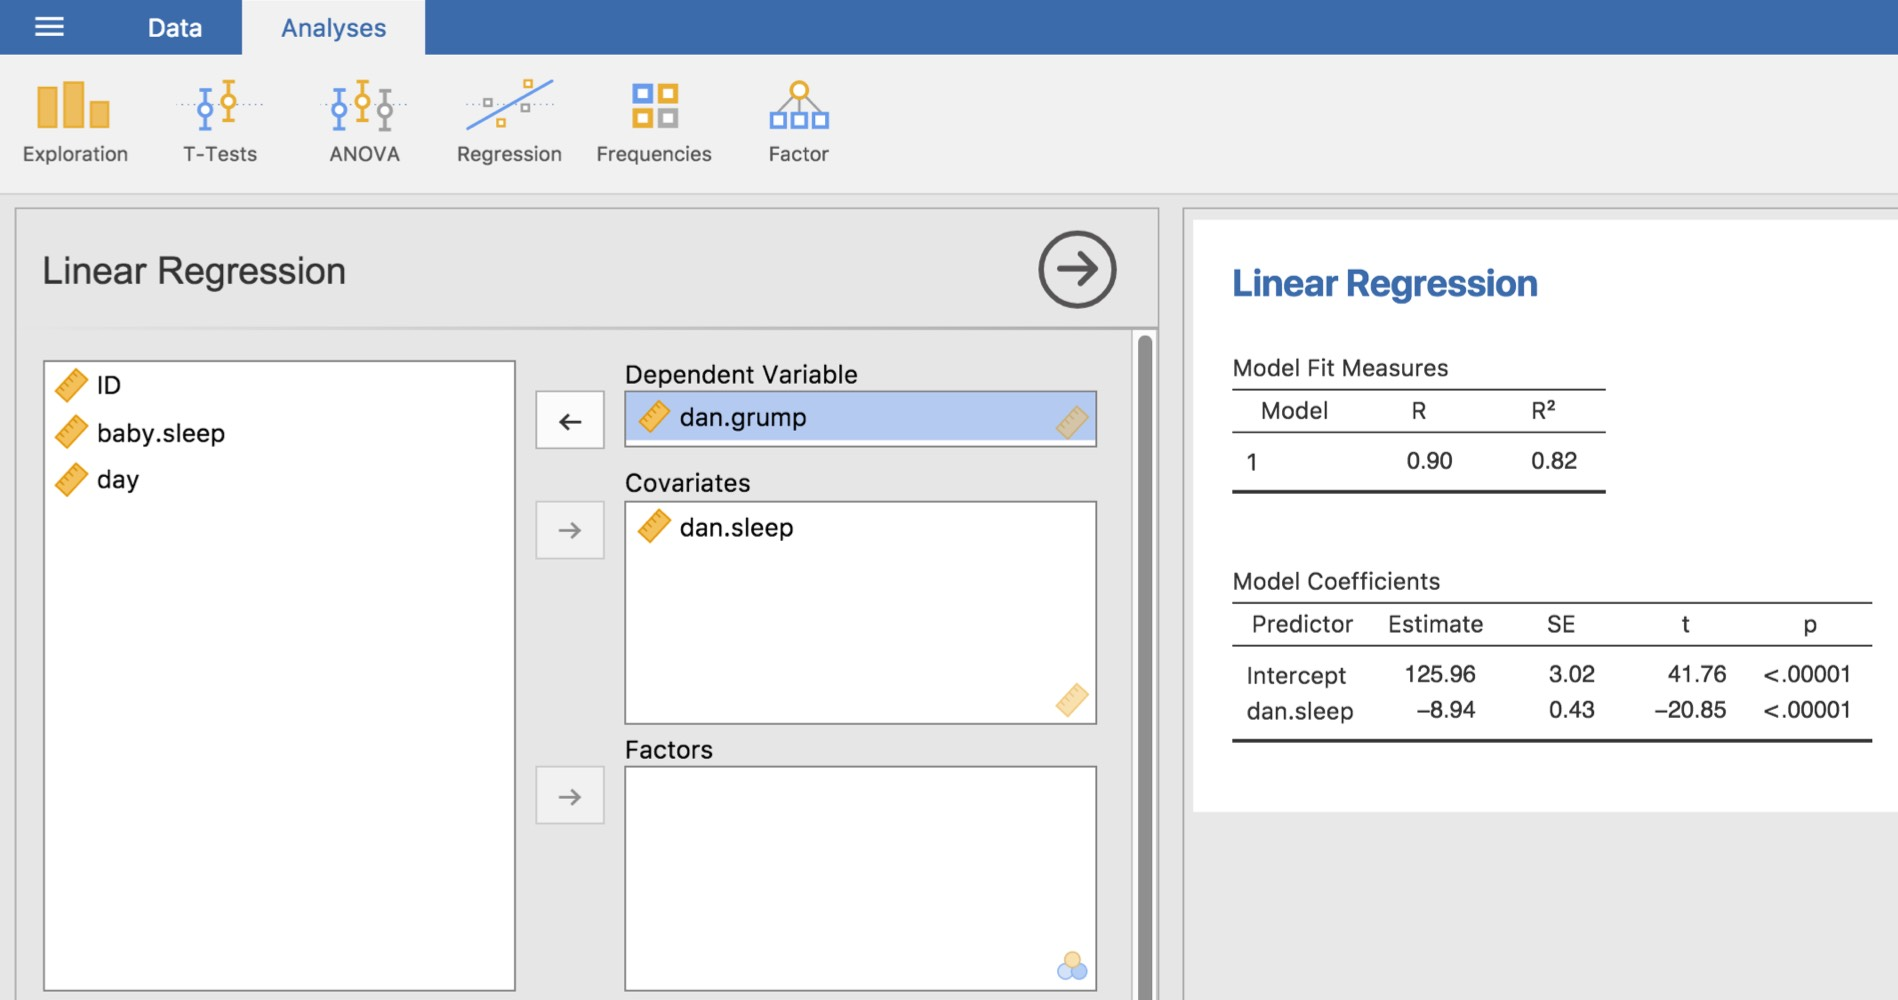 Data Analyses
Exploration T-Tests ANOVA Regression Frequencies Factor
Linear Regression
ID
baby.sleep
day
Dependent Variable
dan.grump
Covariates
dan.sleep
Factors
Linear Regression
Model Fit Measures
Model R R²
1 0.90 0.82
Model Coefficients
Predictor Estimate SE t p
Intercept 125.96 3.02 41.76 <.00001
dan.sleep −8.94 0.43 −20.85 <.00001